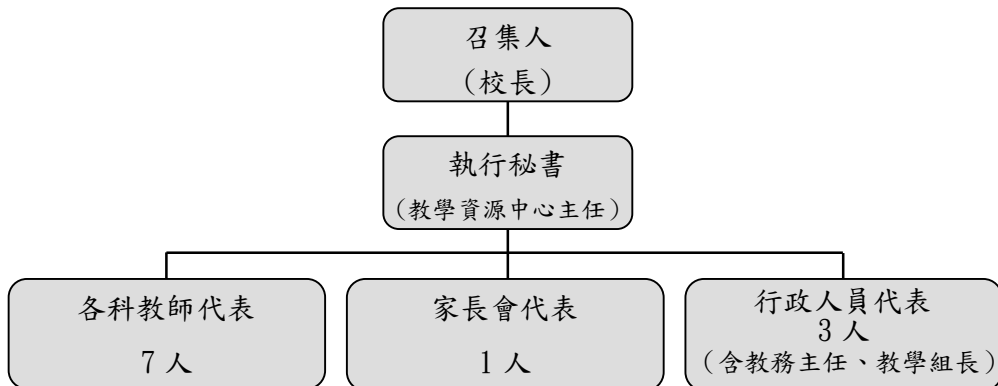 召集人
（校長）
執行秘書
（教學資源中心主任）
各科教師代表
7 人
家長會代表
1 人
行政人員代表
3 人
（含教務主任、教學組長）